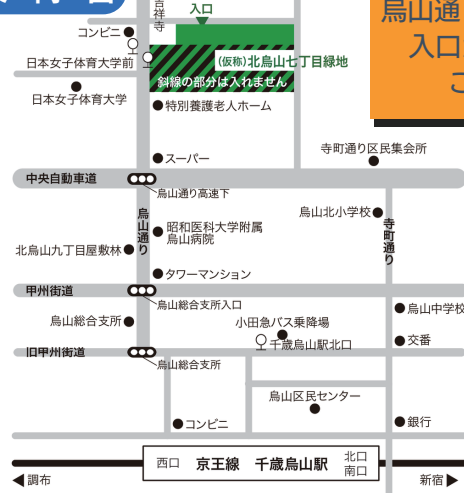 吉祥寺
入口
烏山通
入口
コンビニ
日本女子体育大学前
(仮称)北烏山七丁目緑地
斜線の部分は入れません
日本女子体育大学
特別養護老人ホーム
寺町通り区民集会所
スーパー
中央自動車道
烏山通り高速下
烏山通り
烏山北小学校
寺町通り
昭和医科大学附属
烏山病院
北烏山九丁目屋敷林
タワーマンション
甲州街道
烏山総合支所入口
烏山中学校
烏山総合支所
小田急バス乗降場
千歳烏山駅北口
交番
旧甲州街道
烏山総合支所
烏山区民センター
コンビニ
銀行
西口 京王線 千歳烏山駅 北口
南口
調布
新宿